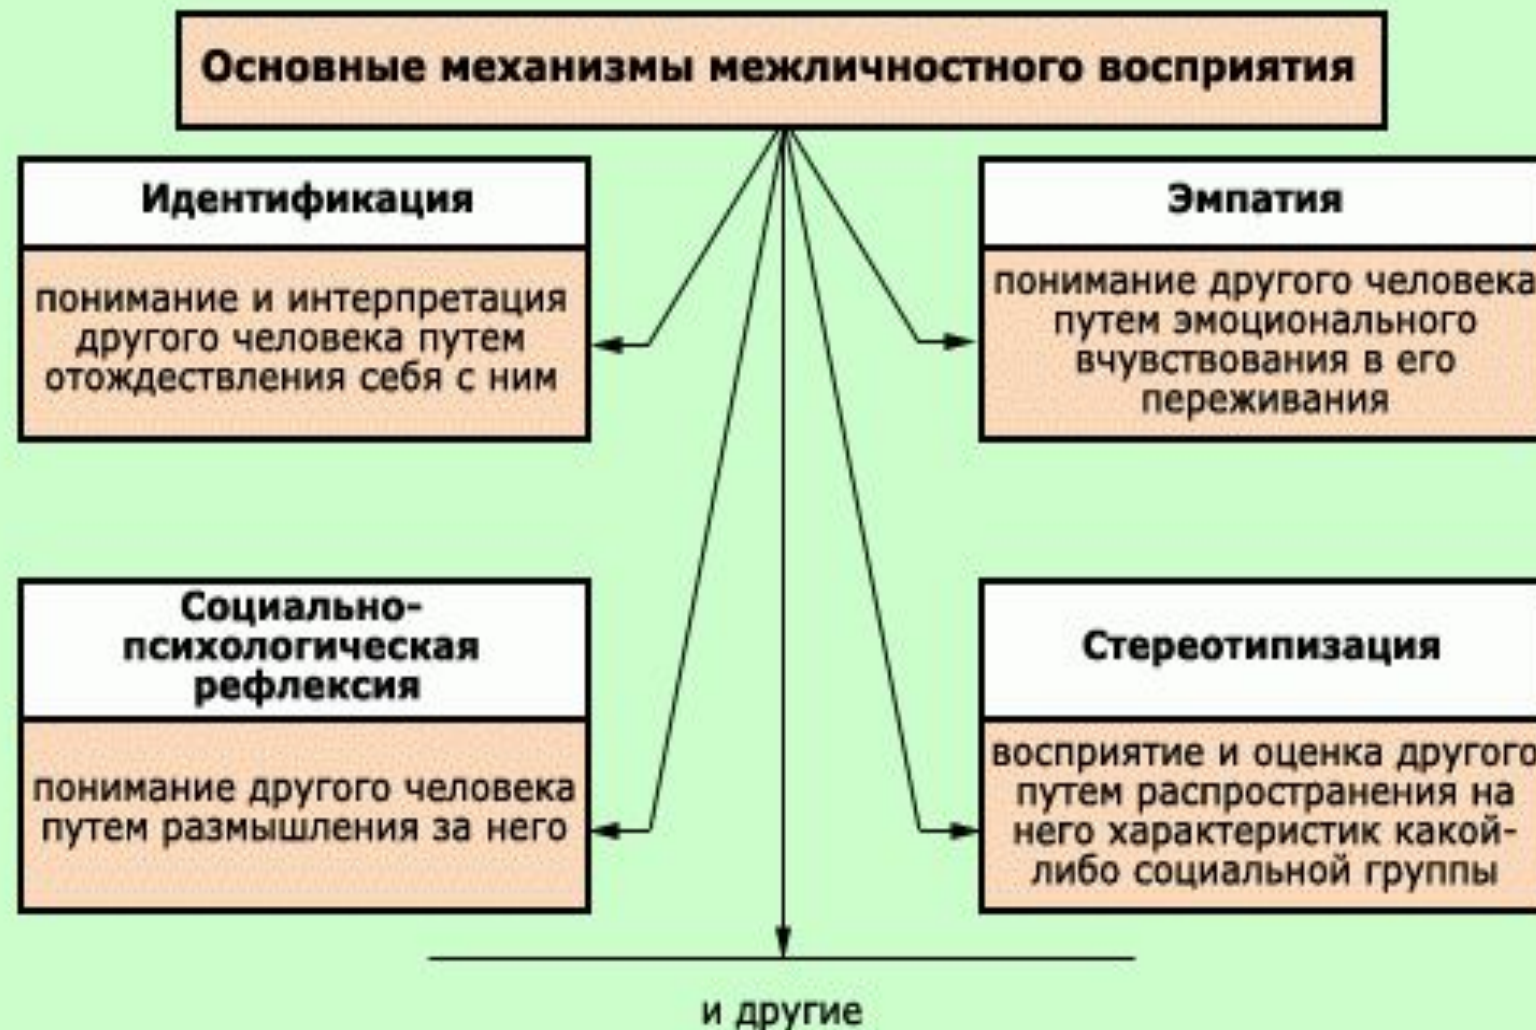 Основные механизмы межличностного восприятия
Идентификация
понимание и интерпретация
другого человека путем
отождествления себя с ним
Эмпатия
понимание другого человека
путем эмоционального
вчувствования в его
переживания
Социально-
психологическая
рефлексия
понимание другого человека
путем размышления за него
Стереотипизация
восприятие и оценка другого
путем распространения на
него характеристик какой-
либо социальной группы
и другие